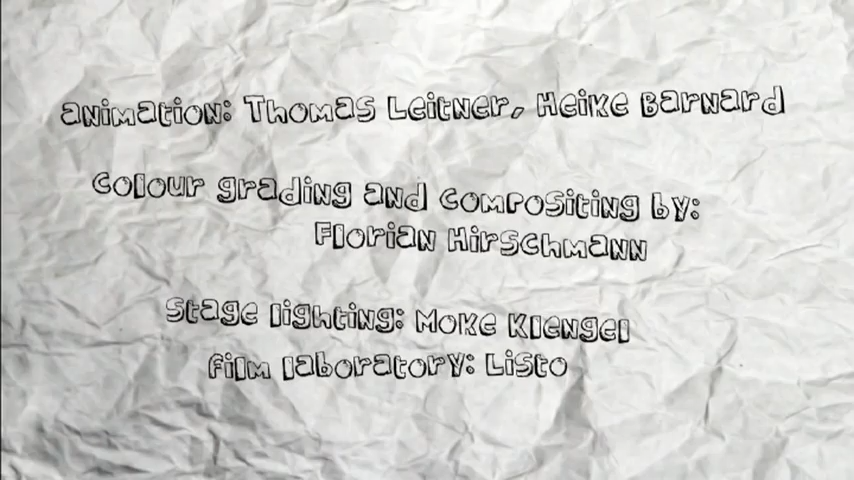 animation: Thomas Leitner, Heike Barnard
colour grading and compositing by:
Florian Hirschmann
stage lighting: Moke Klengel
film laboratory: Listo